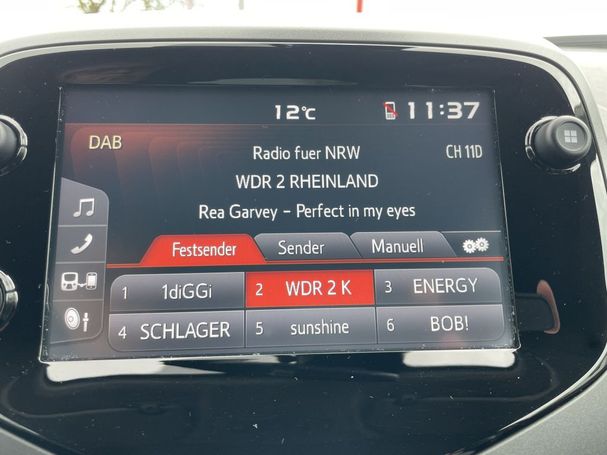 12°C
11:37
DAB
Radio fuer NRW
CH 11D
WDR 2 RHEINLAND
Rea Garvey – Perfect in my eyes
Festsender
Sender
Manuell
1 1diGGi
2 WDR 2 K
3 ENERGY
4 SCHLAGER
5 sunshine
6 BOB!